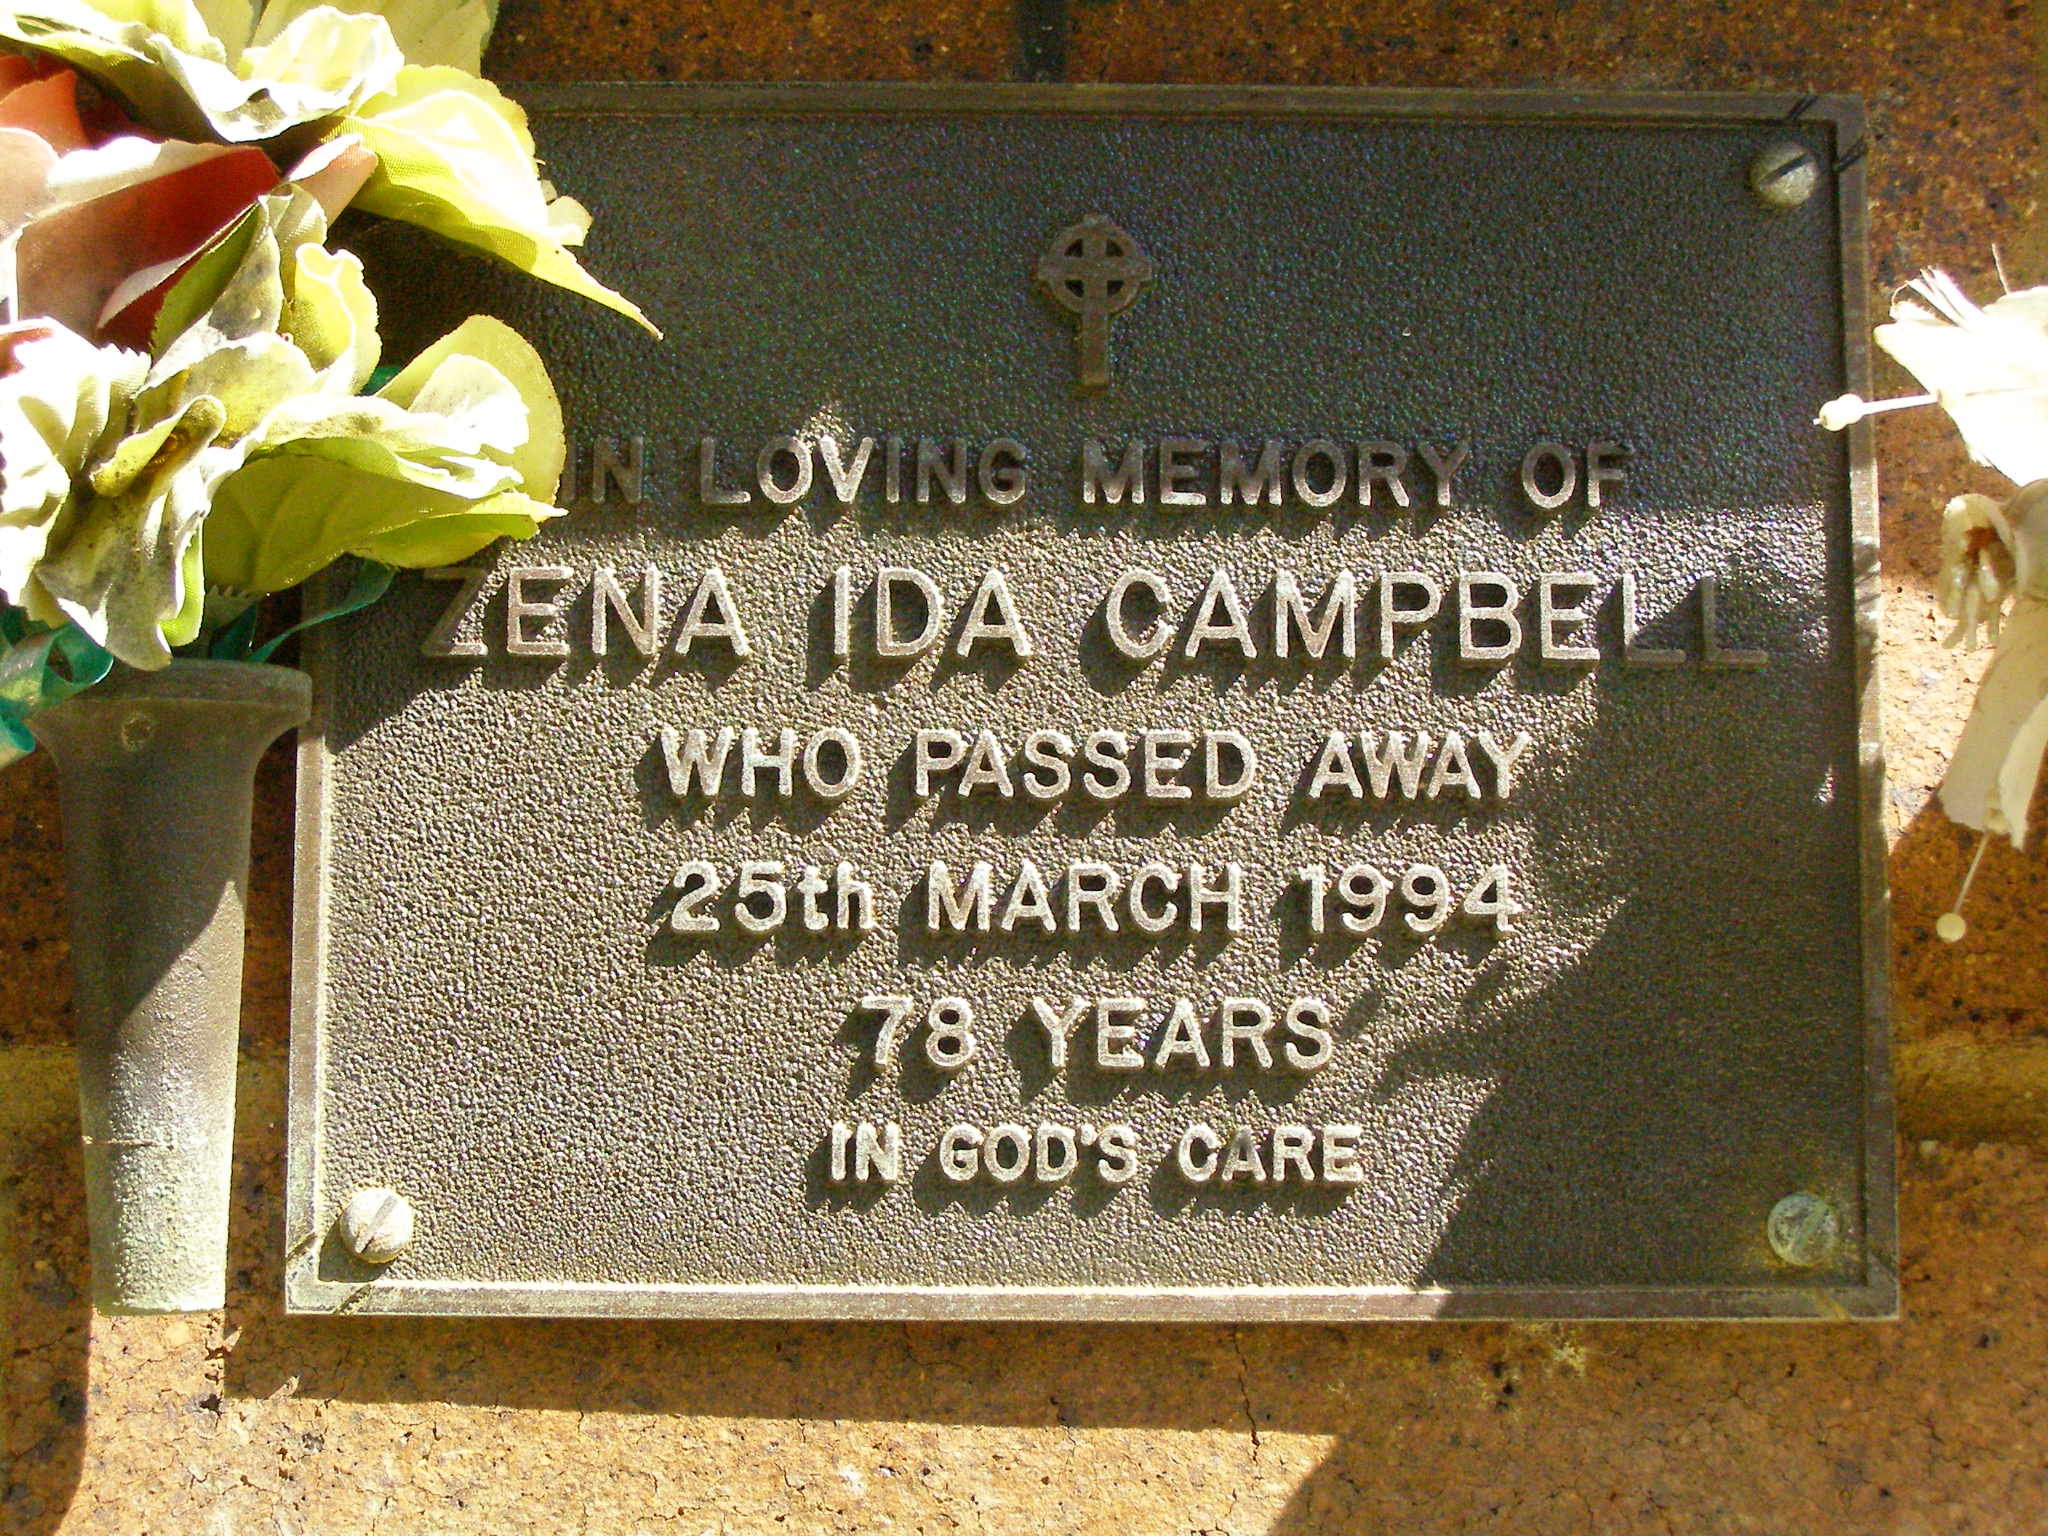 IN LOVING MEMORY OF
ZENA IDA CAMPBELL
WHO PASSED AWAY
25th MARCH 1994
78 YEARS
IN GOD'S CARE